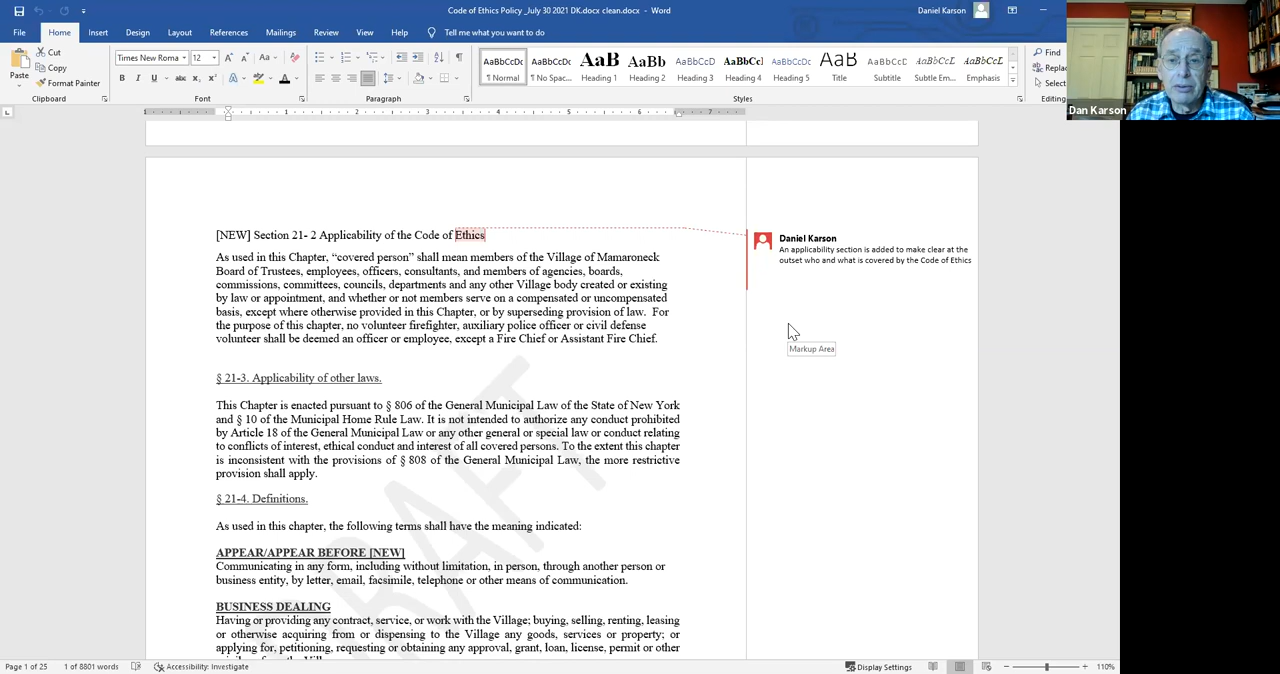 Code of Ethics Policy _July 30 2021 DK.docx clean.docx - Word
Daniel Karson
File Home Insert Design Layout References Mailings Review View Help Tell me what you want to do
Paste
Cut
Copy
Format Painter
Clipboard
Times New Roma 12
Font
Paragraph
AaBbCcDc AaBbCcDc AaBbC AaBbC AaBbCcD AaBbCc AaBbCcDc AaB AaBbCcD AaBbCcDc AaBbCcDc
¶ Normal ¶ No Spac... Heading 1 Heading 2 Heading 3 Heading 4 Heading 5 Title Subtitle Subtle Em... Emphasis
Styles
Find
Replac
Select
Editing
Dan Karson
[NEW] Section 21- 2 Applicability of the Code of Ethics
As used in this Chapter, “covered person” shall mean members of the Village of Mamaroneck
Board of Trustees, employees, officers, consultants, and members of agencies, boards,
commissions, committees, councils, departments and any other Village body created or existing
by law or appointment, and whether or not members serve on a compensated or uncompensated
basis, except where otherwise provided in this Chapter, or by superseding provision of law. For
the purpose of this chapter, no volunteer firefighter, auxiliary police officer or civil defense
volunteer shall be deemed an officer or employee, except a Fire Chief or Assistant Fire Chief.
Daniel Karson
An applicability section is added to make clear at the
outset who and what is covered by the Code of Ethics
Markup Area
§ 21-3. Applicability of other laws.
This Chapter is enacted pursuant to § 806 of the General Municipal Law of the State of New York
and § 10 of the Municipal Home Rule Law. It is not intended to authorize any conduct prohibited
by Article 18 of the General Municipal Law or any other general or special law or conduct relating
to conflicts of interest, ethical conduct and interest of all covered persons. To the extent this chapter
is inconsistent with the provisions of § 808 of the General Municipal Law, the more restrictive
provision shall apply.
§ 21-4. Definitions.
As used in this chapter, the following terms shall have the meaning indicated:
APPEAR/APPEAR BEFORE [NEW]
Communicating in any form, including without limitation, in person, through another person or
business entity, by letter, email, facsimile, telephone or other means of communication.
BUSINESS DEALING
Having or providing any contract, service, or work with the Village; buying, selling, renting, leasing
or otherwise acquiring from or dispensing to the Village any goods, services or property; or
applying for, petitioning, requesting or obtaining any approval, grant, loan, license, permit or other
DRAFT
Page 1 of 25 1 of 8801 words Accessibility: Investigate Display Settings 110%